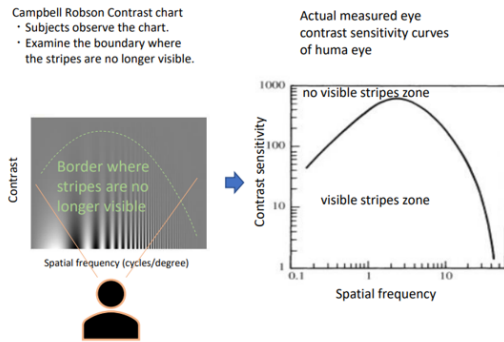 Campbell Robson Contrast chart
・ Subjects observe the chart.
・ Examine the boundary where
the stripes are no longer visible.
Contrast
Border where
stripes are no
longer visible
Spatial frequency (cycles/degree)
Actual measured eye
contrast sensitivity curves
of huma eye
Contrast sensitivity
1000
no visible stripes zone
100
visible stripes zone
10
1
0.1
1
10
Spatial frequency